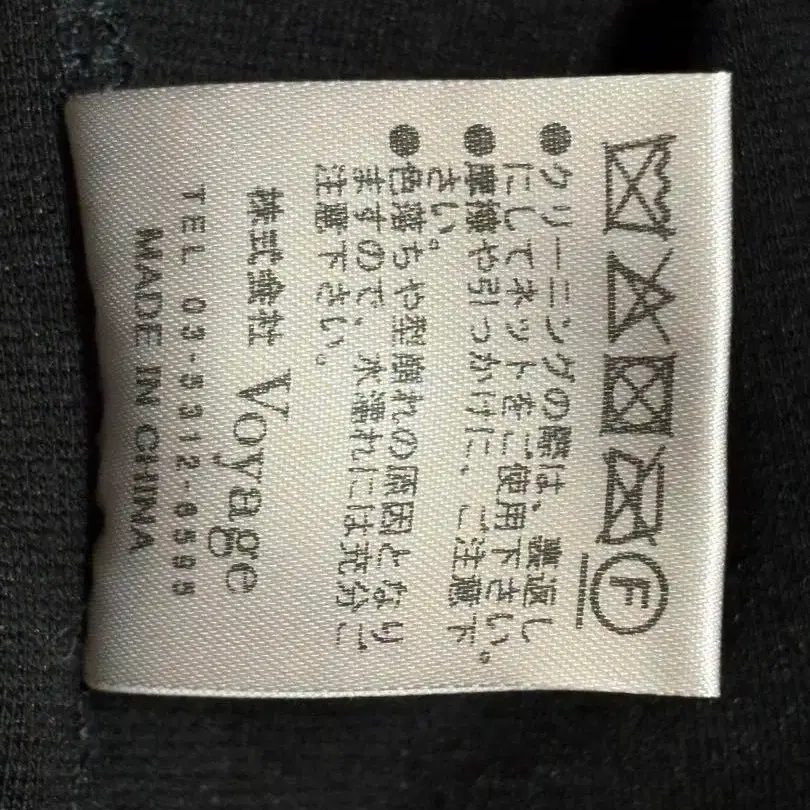 F
●クリーニングの際は、裏返し
にしてネットをご使用下さい。
●摩擦や引っかけに、ご注意下
さい。
●色落ちや型崩れの原因となり
ますので、水濡れには充分ご
注意下さい。
株式会社 Voyage
TEL 03-5312-6595
MADE IN CHINA